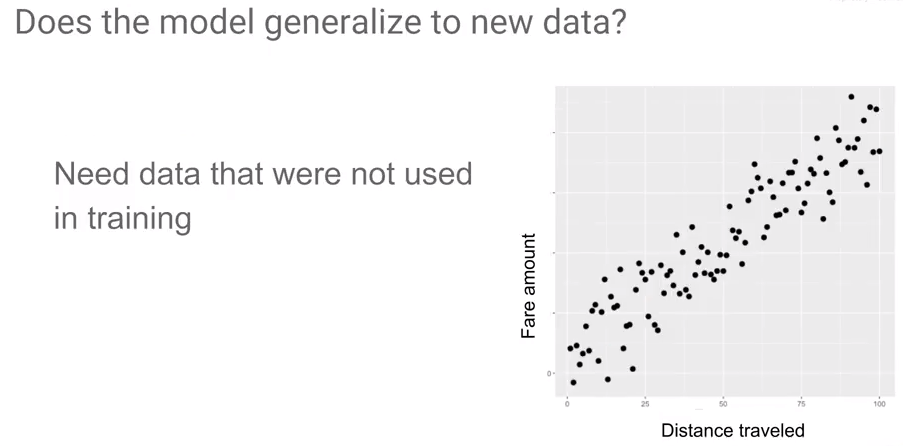 Does the model generalize to new data?
Need data that were not used
in training
Fare amount
0
0 25 50 75 100
Distance traveled